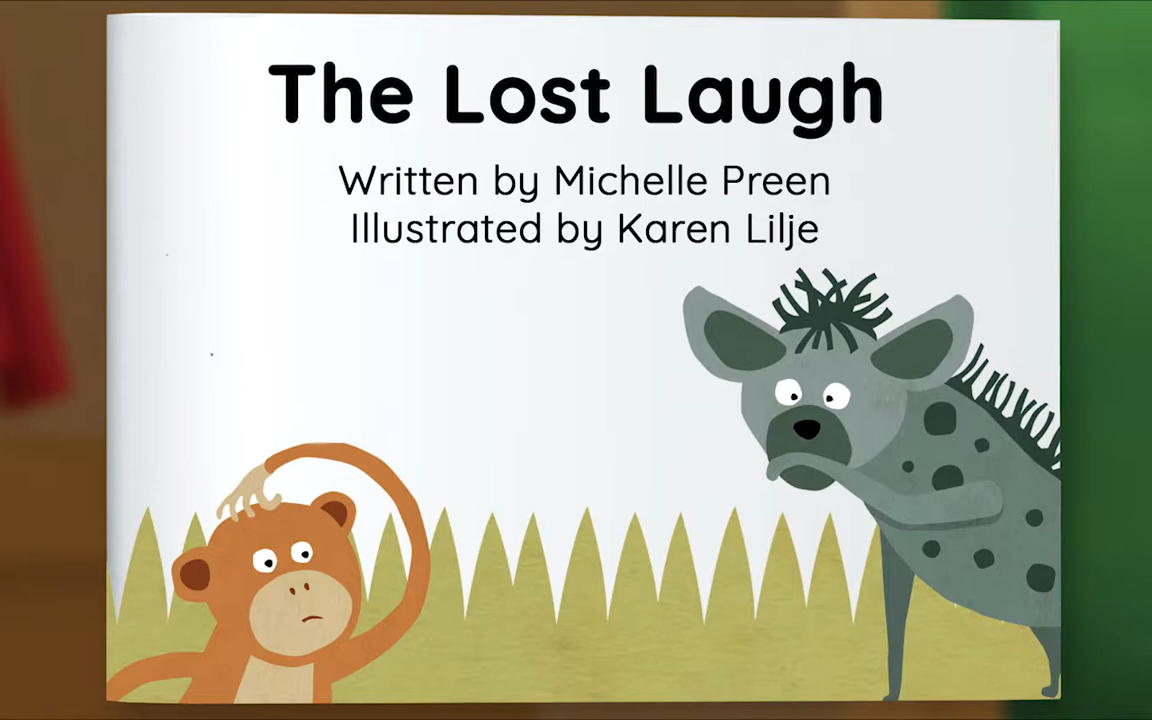 The Lost Laugh
Written by Michelle Preen
Illustrated by Karen Lilje